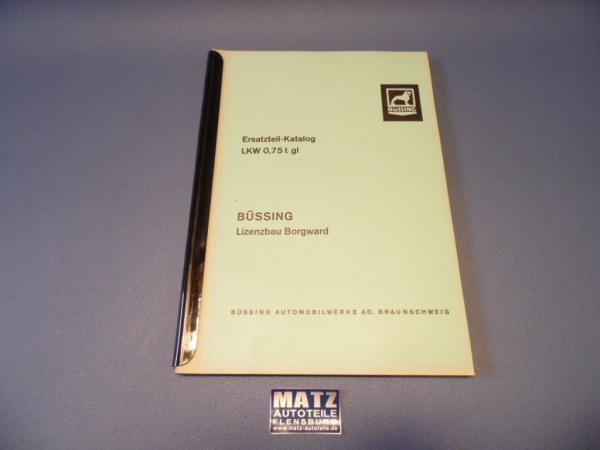 BÜSSING
Ersatzteil-Katalog
LKW 0,75 t gl
BÜSSING
Lizenzbau Borgward
BÜSSING AUTOMOBILWERKE AG. BRAUNSCHWEIG
MATZ
AUTOTEILE
FLENSBURG
www.matz-autoteile.de